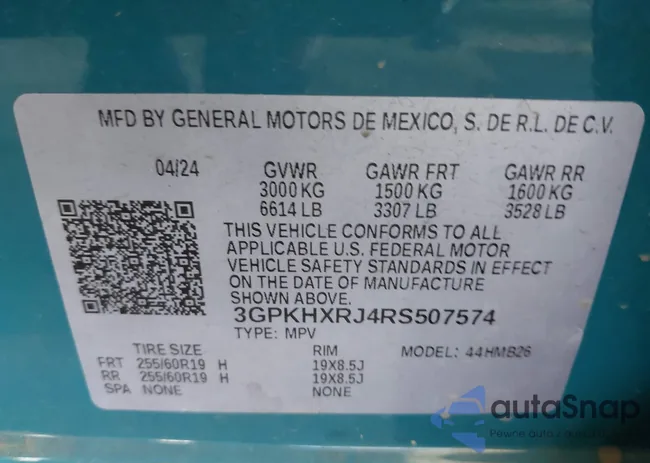 MFD BY GENERAL MOTORS DE MEXICO, S. DE R.L. DE C.V.
04/24 GVWR GAWR FRT GAWR RR
3000 KG 1500 KG 1600 KG
6614 LB 3307 LB 3528 LB
THIS VEHICLE CONFORMS TO ALL
APPLICABLE U.S. FEDERAL MOTOR
VEHICLE SAFETY STANDARDS IN EFFECT
ON THE DATE OF MANUFACTURE
SHOWN ABOVE.
3GPKHXRJ4RS507574
TYPE: MPV MODEL: 44HMB26
TIRE SIZE RIM
FRT 255/60R19 H 19X8.5J
RR 255/60R19 H 19X8.5J
SPA NONE NONE
autaSnap
Pewne auta z